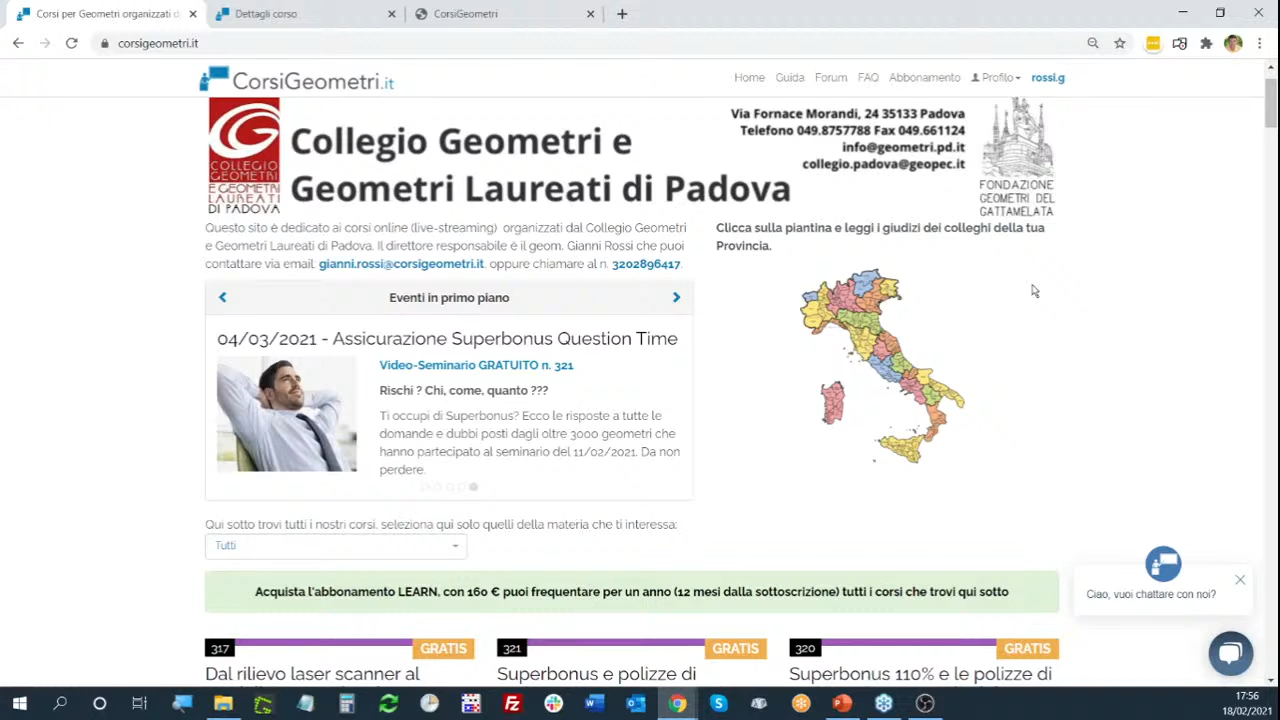 Corsi per Geometri organizzati d
Dettagli corso
CorsiGeometri
corsigeometri.it
CorsiGeometri.it
Home Guida Forum FAQ Abbonamento Profilo rossi.g
COLLEGIO
GEOMETRI
E GEOMETRI
LAUREATI
DI PADOVA
Collegio Geometri e
Geometri Laureati di Padova
Via Fornace Morandi, 24 35133 Padova
Telefono 049.8757788 Fax 049.661124
info@geometri.pd.it
collegio.padova@geopec.it
FONDAZIONE
GEOMETRI DEL
GATTAMELATA
Questo sito è dedicato ai corsi online (live-streaming) organizzati dal Collegio Geometri
e Geometri Laureati di Padova. Il direttore responsabile è il geom. Gianni Rossi che puoi
contattare via email: gianni.rossi@corsigeometri.it. oppure chiamare al n. 3202896417.
Clicca sulla piantina e leggi i giudizi dei colleghi della tua
Provincia.
Eventi in primo piano
04/03/2021 - Assicurazione Superbonus Question Time
Video-Seminario GRATUITO n. 321
Rischi ? Chi, come, quanto ???
Ti occupi di Superbonus? Ecco le risposte a tutte le
domande e dubbi posti dagli oltre 3000 geometri che
hanno partecipato al seminario del 11/02/2021. Da non
perdere.
Qui sotto trovi tutti i nostri corsi, seleziona qui solo quelli della materia che ti interessa:
Tutti
Acquista l'abbonamento LEARN, con 160 € puoi frequentare per un anno (12 mesi dalla sottoscrizione) tutti i corsi che trovi qui sotto
Ciao, vuoi chattare con noi?
317 GRATIS
Dal rilievo laser scanner al
321 GRATIS
Superbonus e polizze di
320 GRATIS
Superbonus 110% e le polizze di
17:56
18/02/2021